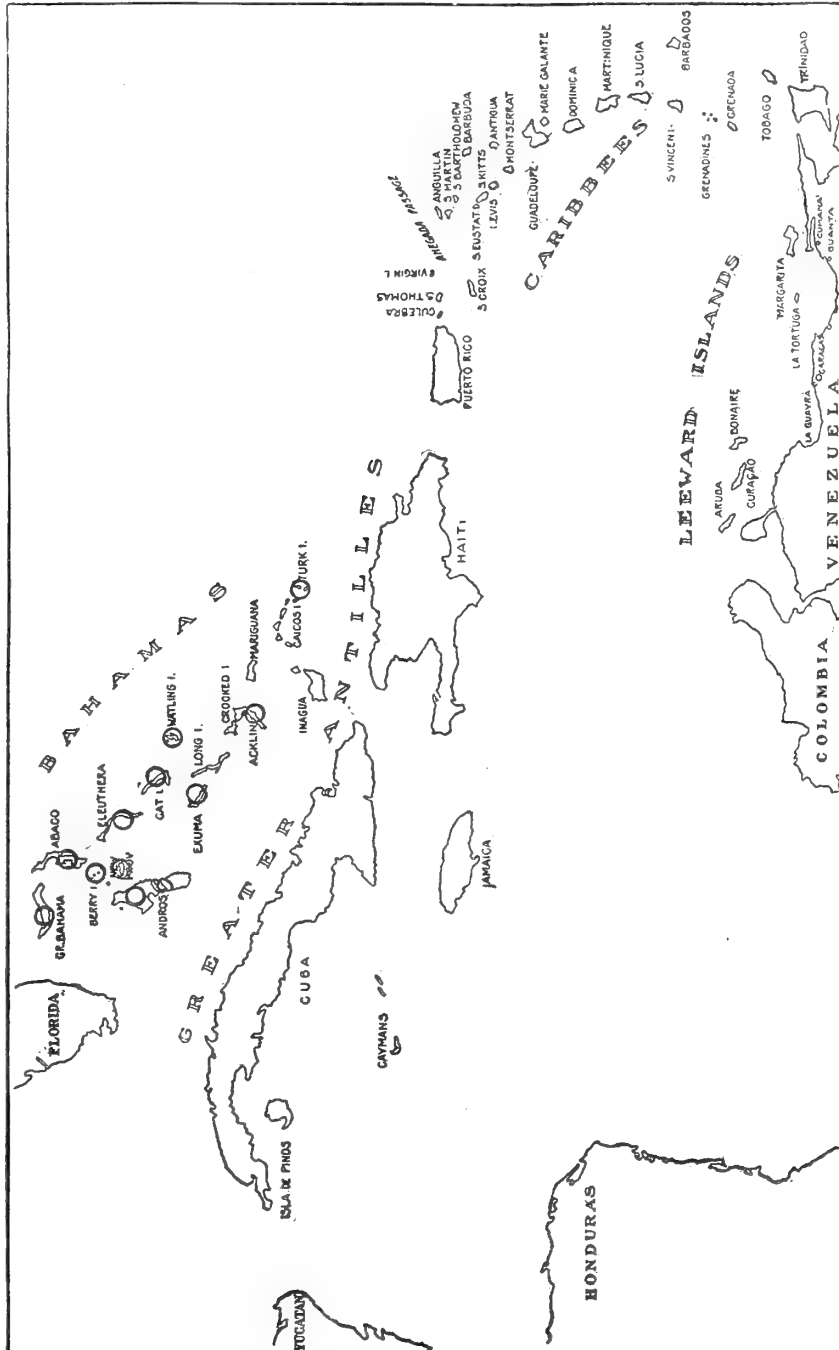 BAHAMAS
FLORIDA
GR. BAHAMA
ABACO
BERRY I
ELEUTHERA
ANDROS
CAT I
WATLING I.
EXUMA
LONG I.
CROOKED I
ACKLIN
MARIGUANA
CAICOS I
TURK I.
INAGUA
GREATER ANTILLES
CUBA
ISLA DE PINOS
CAYMANS
JAMAICA
HAITI
PUERTO RICO
CULEBRA
S. THOMAS
VIRGIN I.
ANEGADA PASSAGE
S CROIX
ANGUILLA
S MARTIN
S BARTHOLOMEW
BARBUDA
S EUSTAT.
S KITTS
ANTIGUA
MONTSERRAT
GUADELOUPE
MARIE GALANTE
DOMINICA
MARTINIQUE
S. LUCIA
BARBADOS
S VINCENT
GRENADINES
GRENADA
TOBAGO
TRINIDAD
CARIBBEES
LEEWARD ISLANDS
ARUBA
CURAÇAO
BONAIRE
LA TORTUGA
MARGARITA
LA GUAYRA
CARACAS
CUMANA
GUANTA
YUCATAN
HONDURAS
COLOMBIA
VENEZUELA